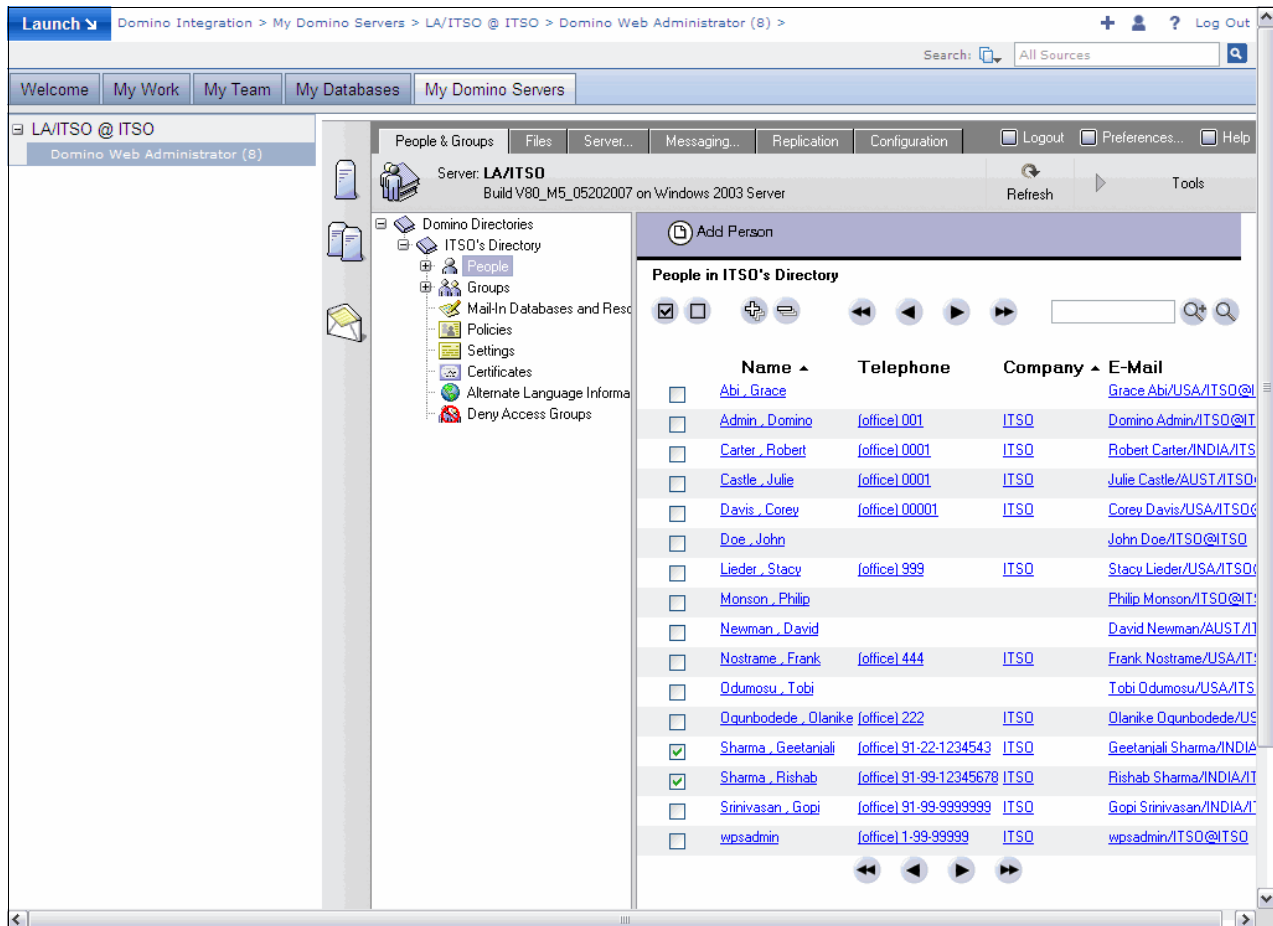 Launch Domino Integration > My Domino Servers > LA/ITSO @ ITSO > Domino Web Administrator (8) > ? Log Out
Search: All Sources
Welcome My Work My Team My Databases My Domino Servers
LA/ITSO @ ITSO
Domino Web Administrator (8)
People & Groups Files Server... Messaging... Replication Configuration Logout Preferences... Help
Server: LA/ITSO
Build V80_M5_05202007 on Windows 2003 Server
Refresh Tools
Domino Directories
ITSO's Directory
People
Groups
Mail-In Databases and Reso
Policies
Settings
Certificates
Alternate Language Informa
Deny Access Groups
Add Person
People in ITSO's Directory
Name Telephone Company E-Mail
Abi , Grace Grace Abi/USA/ITSO@I
Admin , Domino (office) 001 ITSO Domino Admin/ITSO@IT
Carter , Robert (office) 0001 ITSO Robert Carter/INDIA/ITS
Castle , Julie (office) 0001 ITSO Julie Castle/AUST/ITSO
Davis , Corey (office) 00001 ITSO Corey Davis/USA/ITSO@
Doe , John John Doe/ITSO@ITSO
Lieder , Stacy (office) 999 ITSO Stacy Lieder/USA/ITSO@
Monson , Philip Philip Monson/ITSO@IT
Newman , David David Newman/AUST/IT
Nostrame , Frank (office) 444 ITSO Frank Nostrame/USA/IT
Odumosu , Tobi Tobi Odumosu/USA/ITS
Ogunbodede , Olanike (office) 222 ITSO Olanike Ogunbodede/US
Sharma , Geetanjali (office) 91-22-1234543 ITSO Geetanjali Sharma/INDIA
Sharma , Rishab (office) 91-99-12345678 ITSO Rishab Sharma/INDIA/IT
Srinivasan , Gopi (office) 91-99-9999999 ITSO Gopi Srinivasan/INDIA/IT
wpsadmin (office) 1-99-99999 ITSO wpsadmin/ITSO@ITSO